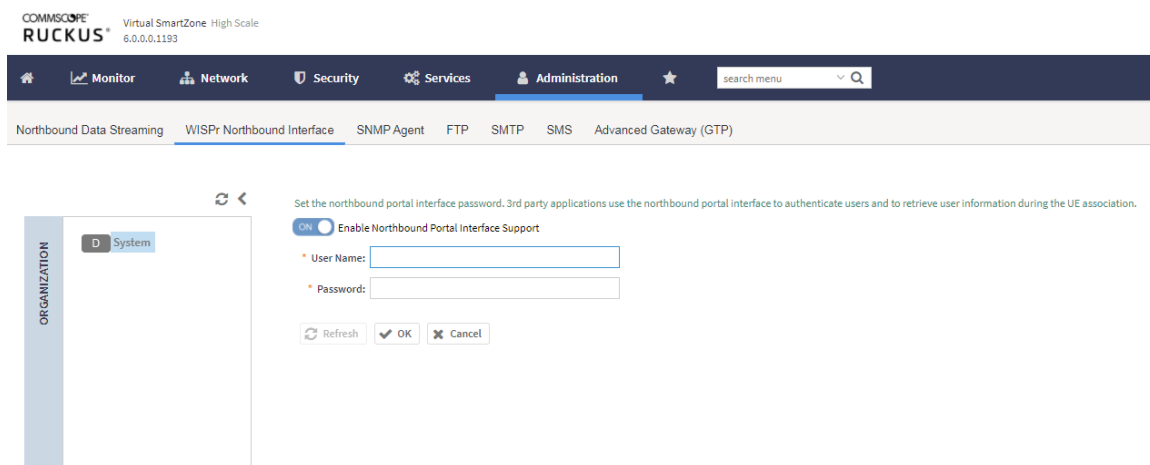 COMMSCOPE
RUCKUS®
Virtual SmartZone High Scale
6.0.0.0.1193
Monitor Network Security Services Administration search menu
Northbound Data Streaming WISPr Northbound Interface SNMP Agent FTP SMTP SMS Advanced Gateway (GTP)
Set the northbound portal interface password. 3rd party applications use the northbound portal interface to authenticate users and to retrieve user information during the UE association.
ON Enable Northbound Portal Interface Support
ORGANIZATION
D System
* User Name:
* Password:
Refresh OK Cancel